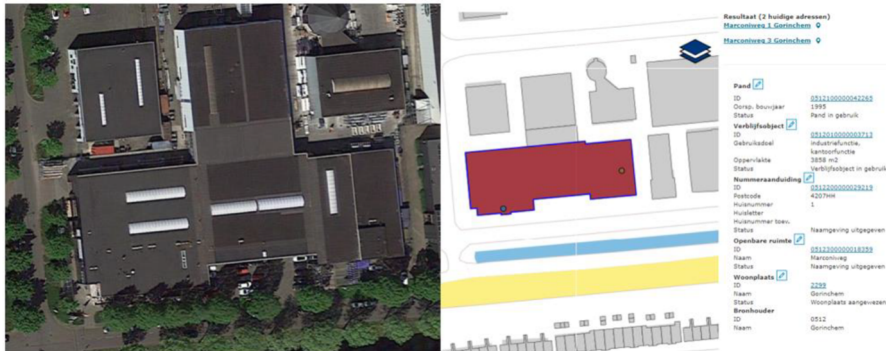 Resultaat (2 huidige adressen)
Marconiweg 1 Gorinchem
Marconiweg 3 Gorinchem
Pand
ID 0512100000042265
Oorsp. bouwjaar 1995
Status Pand in gebruik
Verblijfsobject
ID 0512010000003713
Gebruiksdoel industriefunctie,
kantoorfunctie
Oppervlakte 3858 m2
Status Verblijfsobject in gebruik
Nummeraanduiding
ID 0512200000029219
Postcode 4207HH
Huisnummer 1
Huisletter
Huisnummer toev.
Status Naamgeving uitgegeven
Openbare ruimte
ID 0512300000018359
Naam Marconiweg
Status Naamgeving uitgegeven
Woonplaats
ID 2299
Naam Gorinchem
Status Woonplaats aangewezen
Bronhouder
ID 0512
Naam Gorinchem